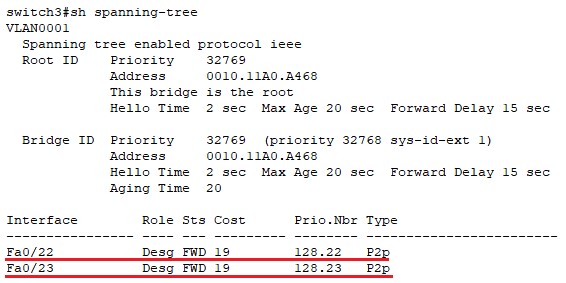 switch3#sh spanning-tree
VLAN0001
  Spanning tree enabled protocol ieee
  Root ID    Priority    32769
             Address     0010.11A0.A468
             This bridge is the root
             Hello Time  2 sec  Max Age 20 sec  Forward Delay 15 sec

  Bridge ID  Priority    32769  (priority 32768 sys-id-ext 1)
             Address     0010.11A0.A468
             Hello Time  2 sec  Max Age 20 sec  Forward Delay 15 sec
             Aging Time  20

Interface        Role Sts Cost      Prio.Nbr Type
---------------- ---- --- --------- -------- --------------------------------
Fa0/22           Desg FWD 19        128.22   P2p
Fa0/23           Desg FWD 19        128.23   P2p